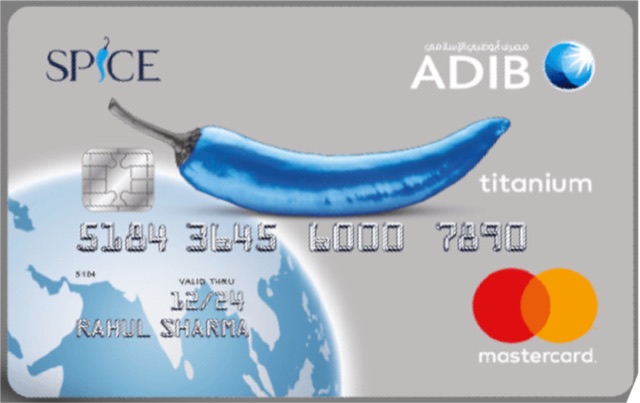 SPICE
مصرف أبوظبي الإسلامي
ADIB
titanium
5184 3645 6000 7890
5184
VALID THRU
12/24
RAHUL SHARMA
mastercard.